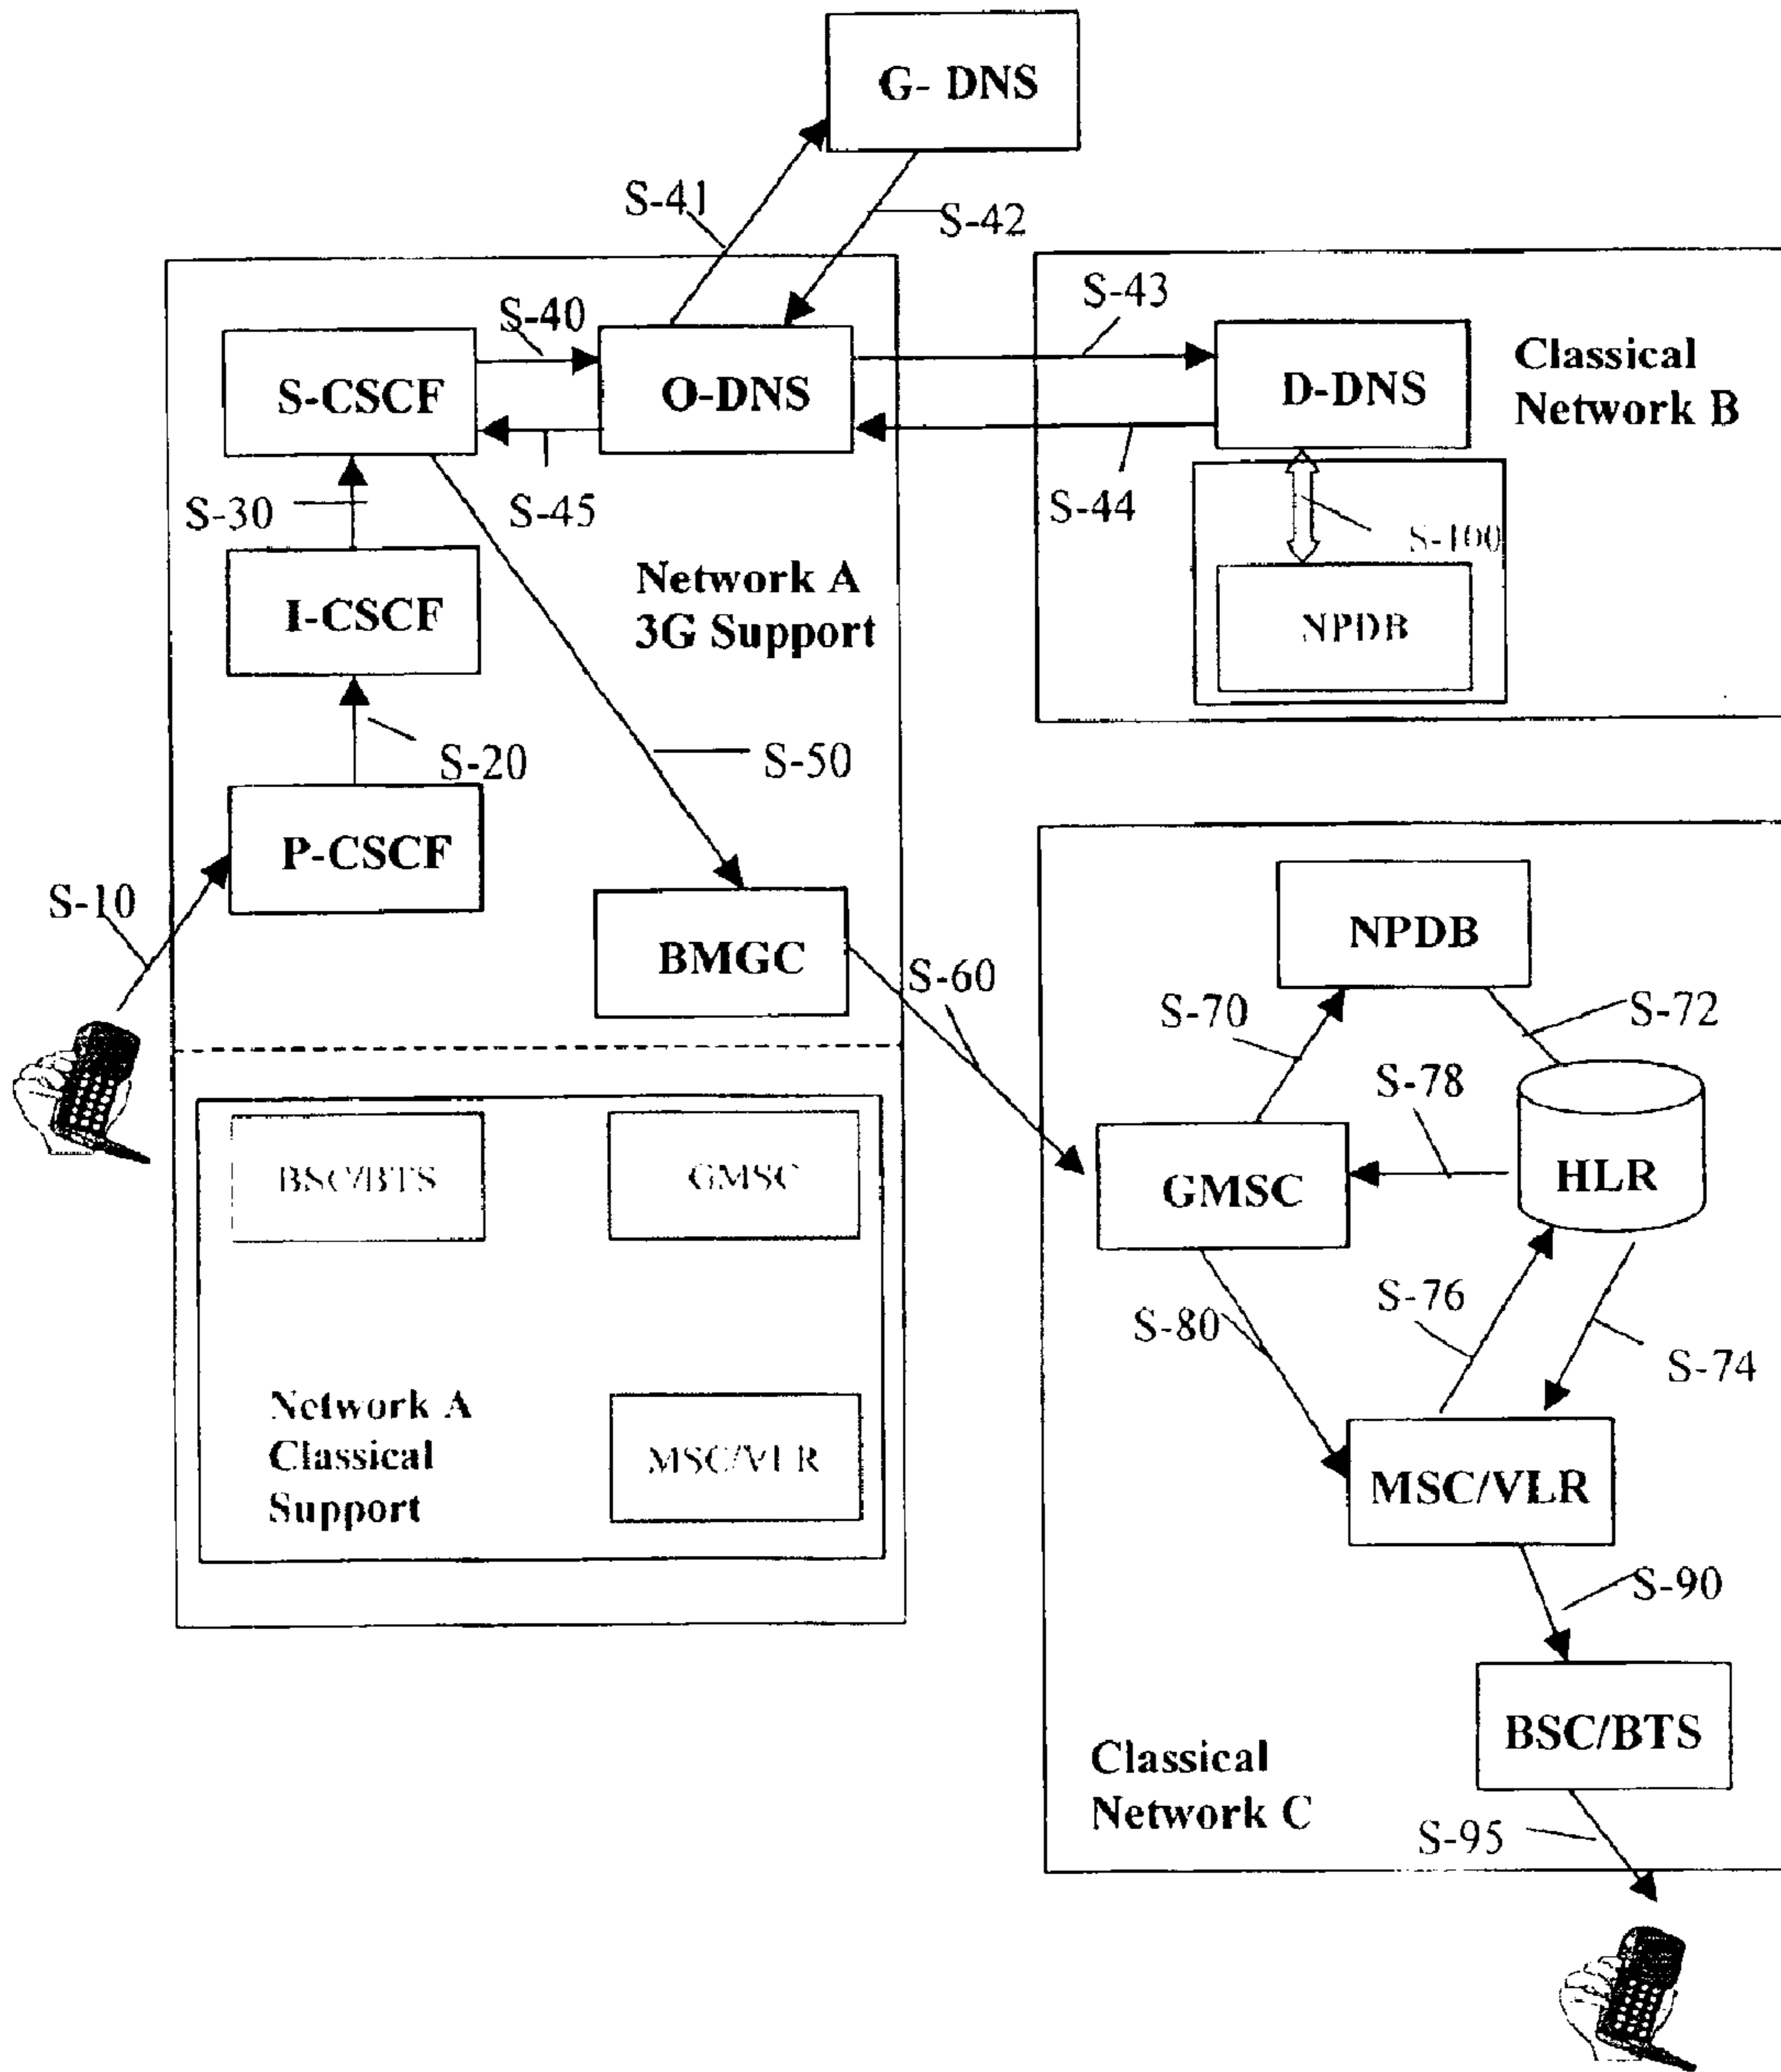 G- DNS
S-41
S-42
S-40
S-43
S-CSCF
O-DNS
D-DNS
Classical
Network B
S-30
S-45
S-44
S-100
I-CSCF
Network A
3G Support
NPDB
S-20
S-50
P-CSCF
S-10
BMGC
S-60
NPDB
S-70
S-72
S-78
BSC/BTS
GMSC
GMSC
HLR
S-80
S-76
S-74
Network A
Classical
Support
MSC/VLR
MSC/VLR
S-90
BSC/BTS
Classical
Network C
S-95